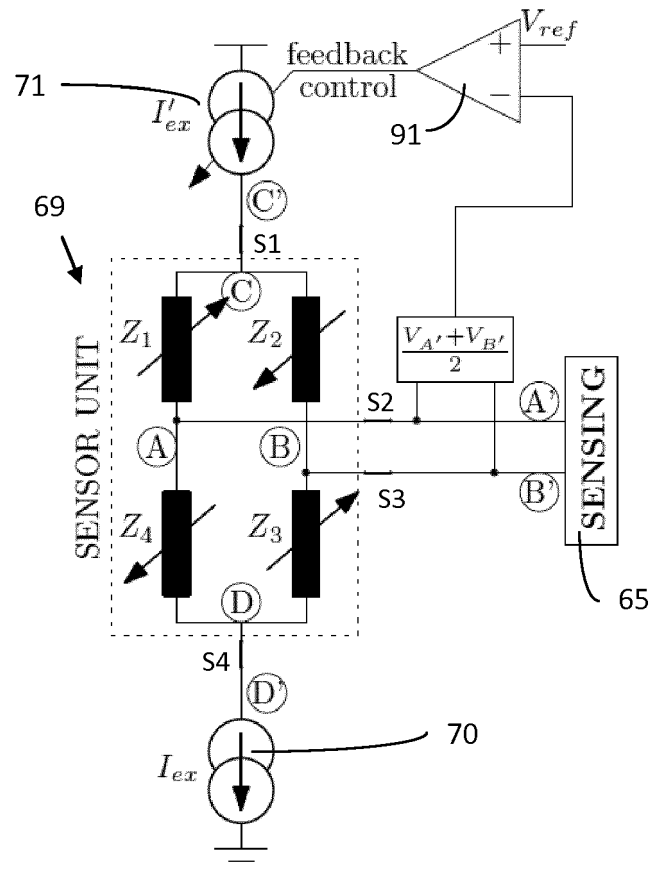 V_ref
feedback
control
+
−
71
I'_ex
91
C'
69
S1
C
Z_1
Z_2
V_A' + V_B'
2
S2
A'
A
B
S3
B'
SENSOR UNIT
SENSING
Z_4
Z_3
D
65
S4
D'
70
I_ex